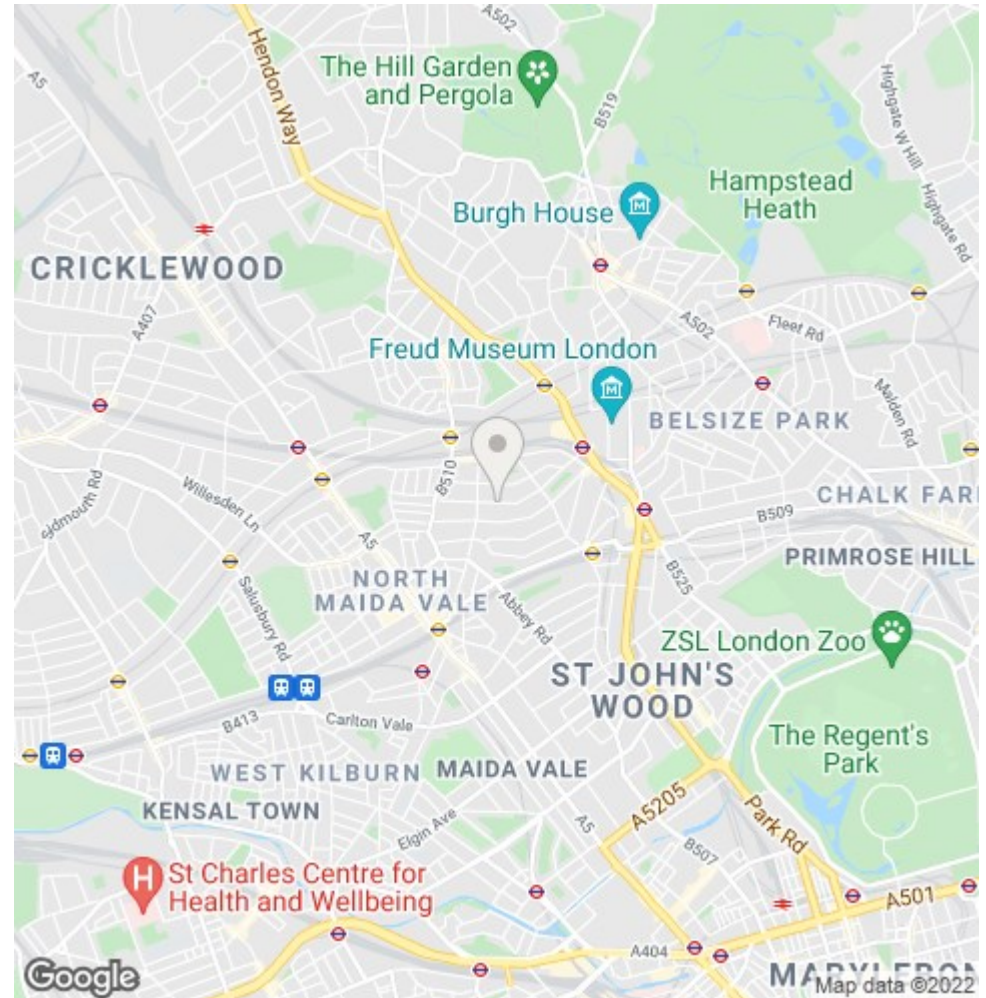 A502
Hendon Way
The Hill Garden
and Pergola
A5
B519
Highgate W Hill
Hampstead
Heath
Burgh House
Highgate Rd
CRICKLEWOOD
A407
A502
Fleet Rd
Freud Museum London
Malden Rd
BELSIZE PARK
B510
Sidmouth Rd
Willesden Ln
A5
CHALK FAR
B509
PRIMROSE HILL
NORTH
MAIDA VALE
B525
Salusbury Rd
Abbey Rd
ZSL London Zoo
ST JOHN'S
WOOD
B413
Carlton Vale
The Regent's
Park
WEST KILBURN
MAIDA VALE
KENSAL TOWN
A5205
Park Rd
Elgin Ave
A5
B507
H
St Charles Centre for
Health and Wellbeing
A501
A404
Google
Map data ©2022